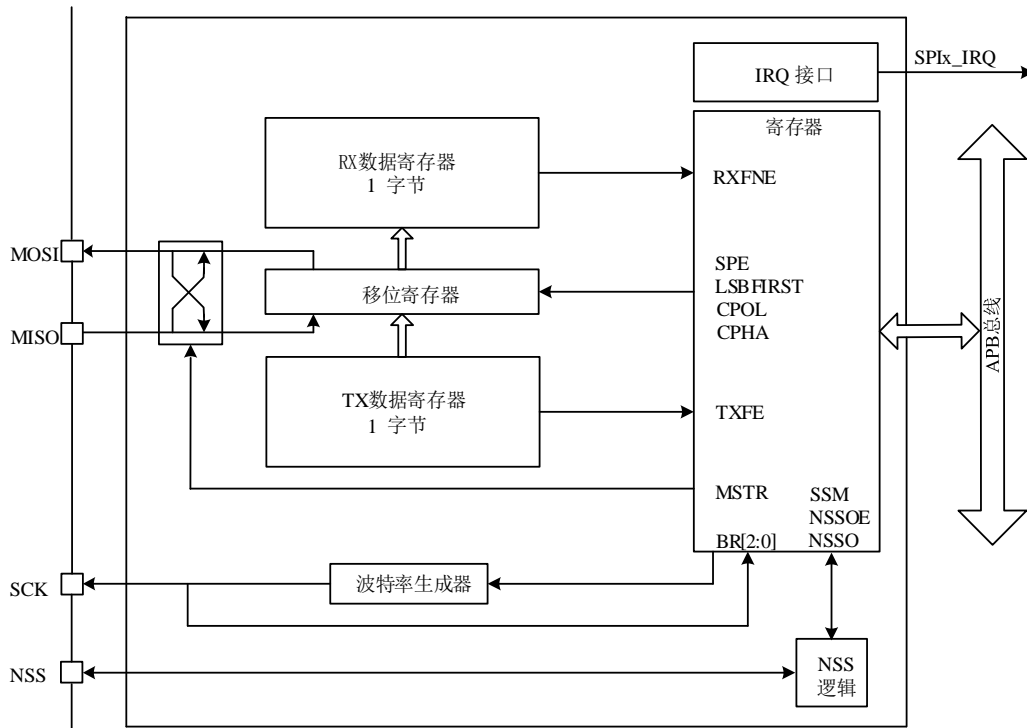 SPIx_IRQ
IRQ 接口
寄存器
RX数据寄存器
1 字节
RXFNE
MOSI
SPE
LSBFIRST
CPOL
CPHA
移位寄存器
MISO
APB总线
TX数据寄存器
1 字节
TXFE
MSTR
SSM
NSSOE
BR[2:0]
NSSO
SCK
波特率生成器
NSS
NSS
逻辑